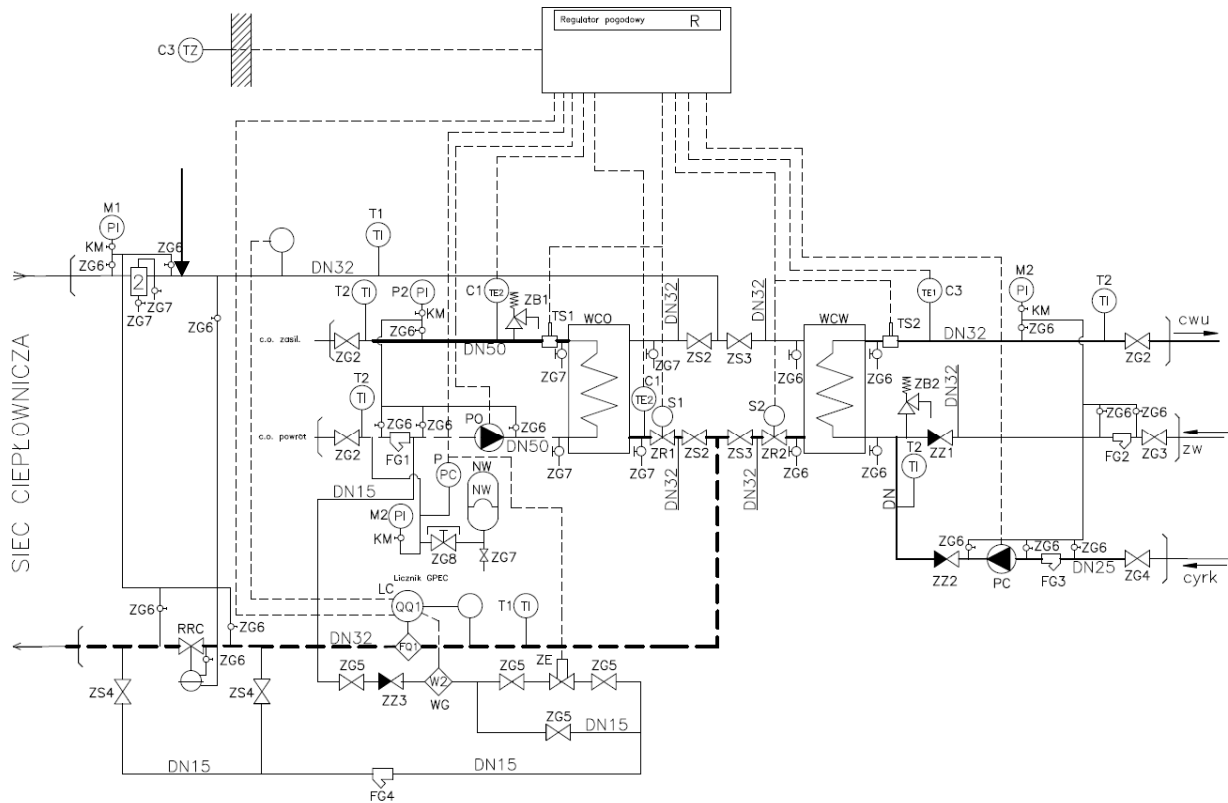 Regulator pogodowy R
C3 TZ
M1
PI
KM
ZG6
ZG6
2
ZG7
ZG7
ZG6
T1
TI
DN32
T2
TI
P2
PI
KM
ZG6
C1
TE2
ZB1
TS1
WCO
DN32
DN32
ZS2
ZS3
WCW
TS2
TE1
C3
M2
PI
KM
ZG6
T2
TI
DN32
cwu
ZG2
c.o. zasil.
ZG2
DN50
ZG7
ZG7
ZG6
ZG6
T2
TI
C1
TE2
S1
S2
ZB2
DN32
c.o. powrót
ZG2
FG1
ZG6
ZG6
PO
ZG6
DN50
ZG7
ZG7
ZR1
ZS2
ZS3
ZR2
ZG6
ZG6
ZZ1
T2
TI
ZG6
ZG6
FG2
ZG3
zw
DN32
DN32
DN
P
PC
NW
NW
DN15
M2
PI
KM
ZG8
ZG7
ZG6
ZG6
ZG6
ZZ2
PC
FG3
DN25
ZG4
cyrk
SIEC CIEPŁOWNICZA
Licznik GPEC
LC
QQ1
T1
TI
ZG6
RRC
ZG6
ZG6
DN32
FQ1
ZE
ZS4
ZS4
ZG5
ZZ3
W2
WG
ZG5
ZG5
ZG5
DN15
DN15
DN15
FG4